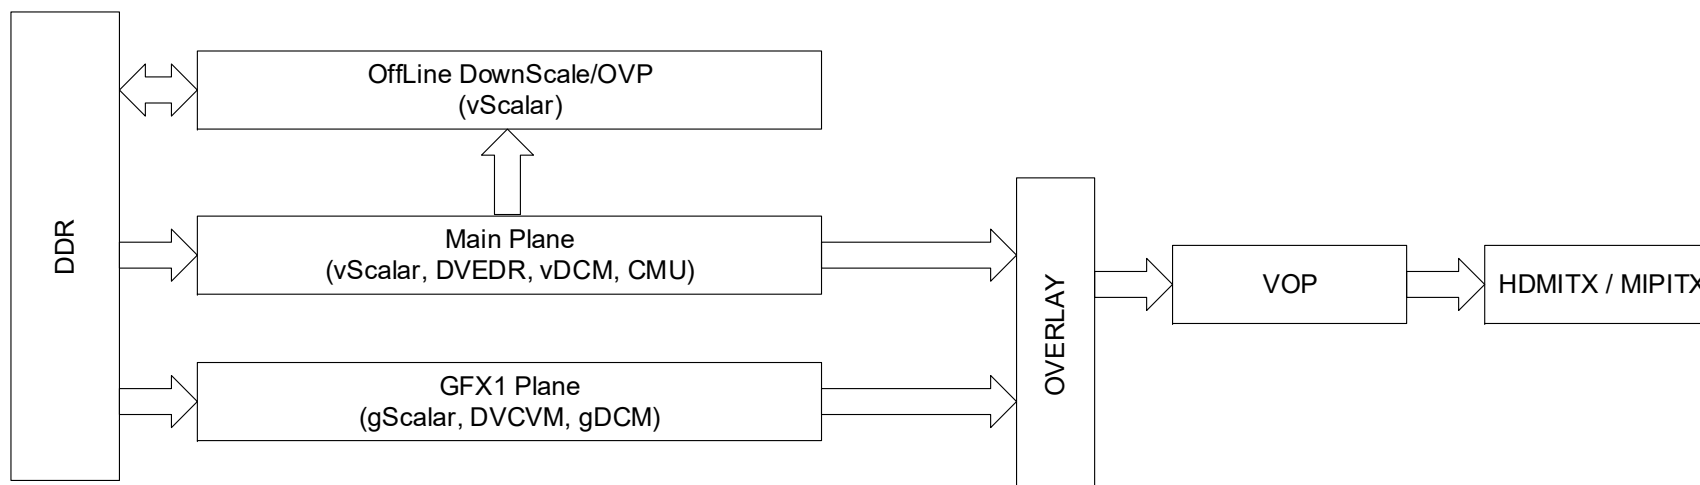 DDR
OffLine DownScale/OVP
(vScalar)
Main Plane
(vScalar, DVEDR, vDCM, CMU)
GFX1 Plane
(gScalar, DVCVM, gDCM)
OVERLAY
VOP
HDMITX / MIPITX